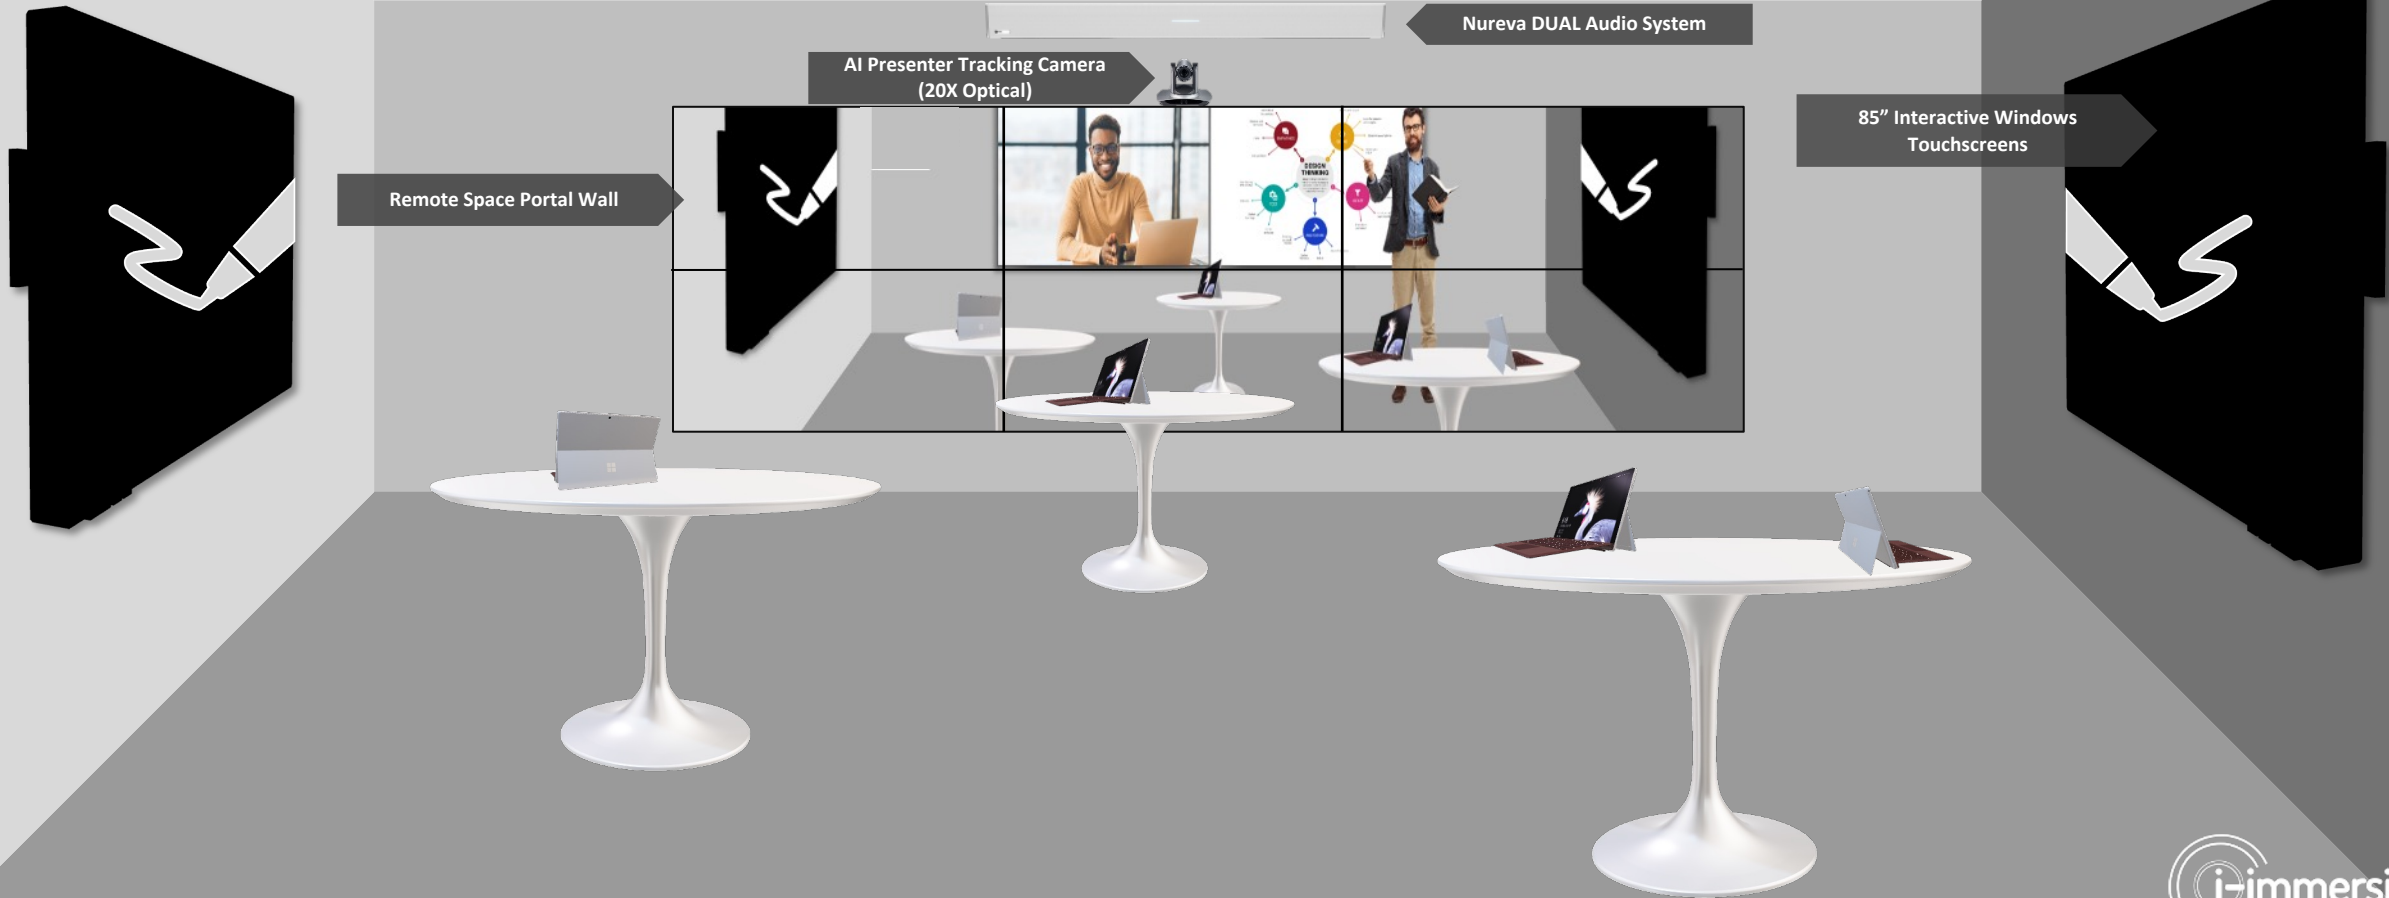 Nureva DUAL Audio System
AI Presenter Tracking Camera
(20X Optical)
85” Interactive Windows
Touchscreens
Remote Space Portal Wall
DESIGN
THINKING
i-immersi